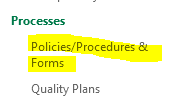 Processes
Policies/Procedures &
Forms
Quality Plans